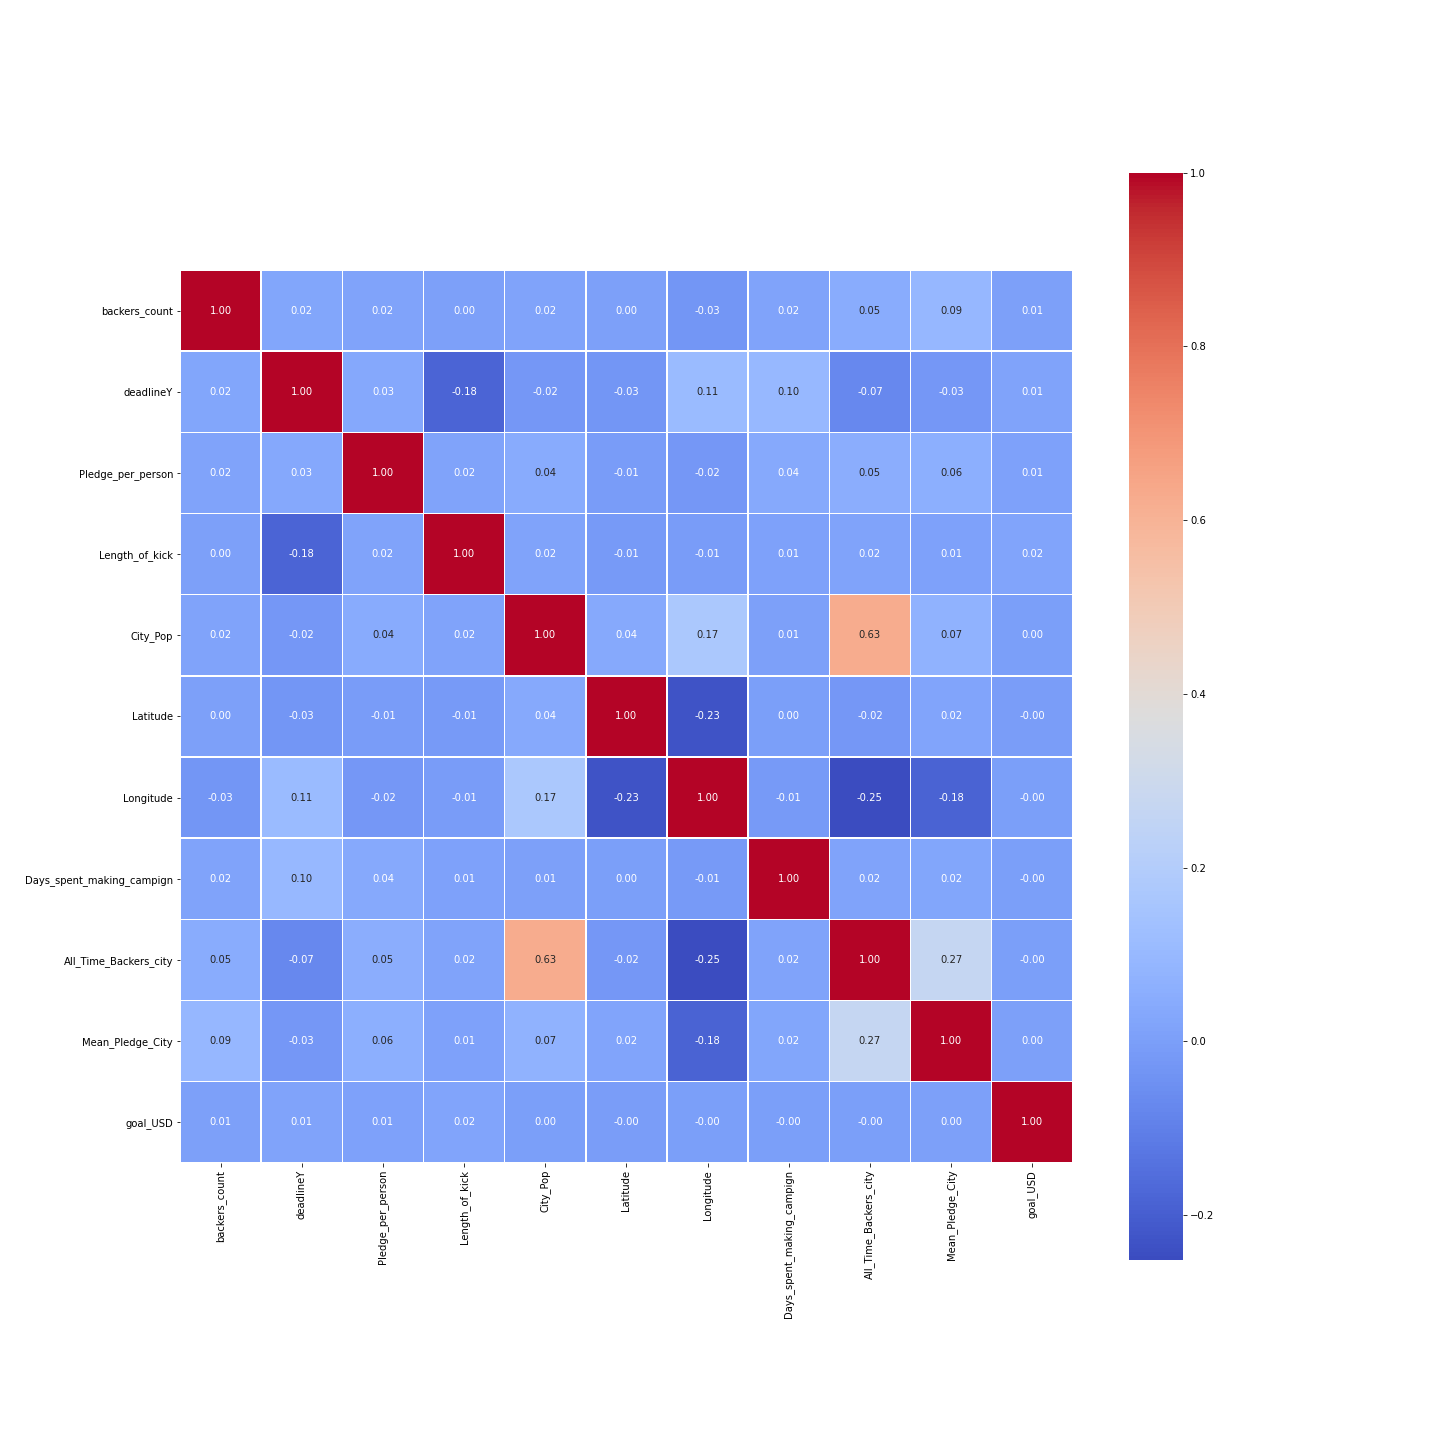 1.0
0.8
0.6
0.4
0.2
0.0
−0.2
backers_count 1.00 0.02 0.02 0.00 0.02 0.00 -0.03 0.02 0.05 0.09 0.01
deadlineY 0.02 1.00 0.03 -0.18 -0.02 -0.03 0.11 0.10 -0.07 -0.03 0.01
Pledge_per_person 0.02 0.03 1.00 0.02 0.04 -0.01 -0.02 0.04 0.05 0.06 0.01
Length_of_kick 0.00 -0.18 0.02 1.00 0.02 -0.01 -0.01 0.01 0.02 0.01 0.02
City_Pop 0.02 -0.02 0.04 0.02 1.00 0.04 0.17 0.01 0.63 0.07 0.00
Latitude 0.00 -0.03 -0.01 -0.01 0.04 1.00 -0.23 0.00 -0.02 0.02 -0.00
Longitude -0.03 0.11 -0.02 -0.01 0.17 -0.23 1.00 -0.01 -0.25 -0.18 -0.00
Days_spent_making_campign 0.02 0.10 0.04 0.01 0.01 0.00 -0.01 1.00 0.02 0.02 -0.00
All_Time_Backers_city 0.05 -0.07 0.05 0.02 0.63 -0.02 -0.25 0.02 1.00 0.27 -0.00
Mean_Pledge_City 0.09 -0.03 0.06 0.01 0.07 0.02 -0.18 0.02 0.27 1.00 0.00
goal_USD 0.01 0.01 0.01 0.02 0.00 -0.00 -0.00 -0.00 -0.00 0.00 1.00
backers_count
deadlineY
Pledge_per_person
Length_of_kick
City_Pop
Latitude
Longitude
Days_spent_making_campign
All_Time_Backers_city
Mean_Pledge_City
goal_USD